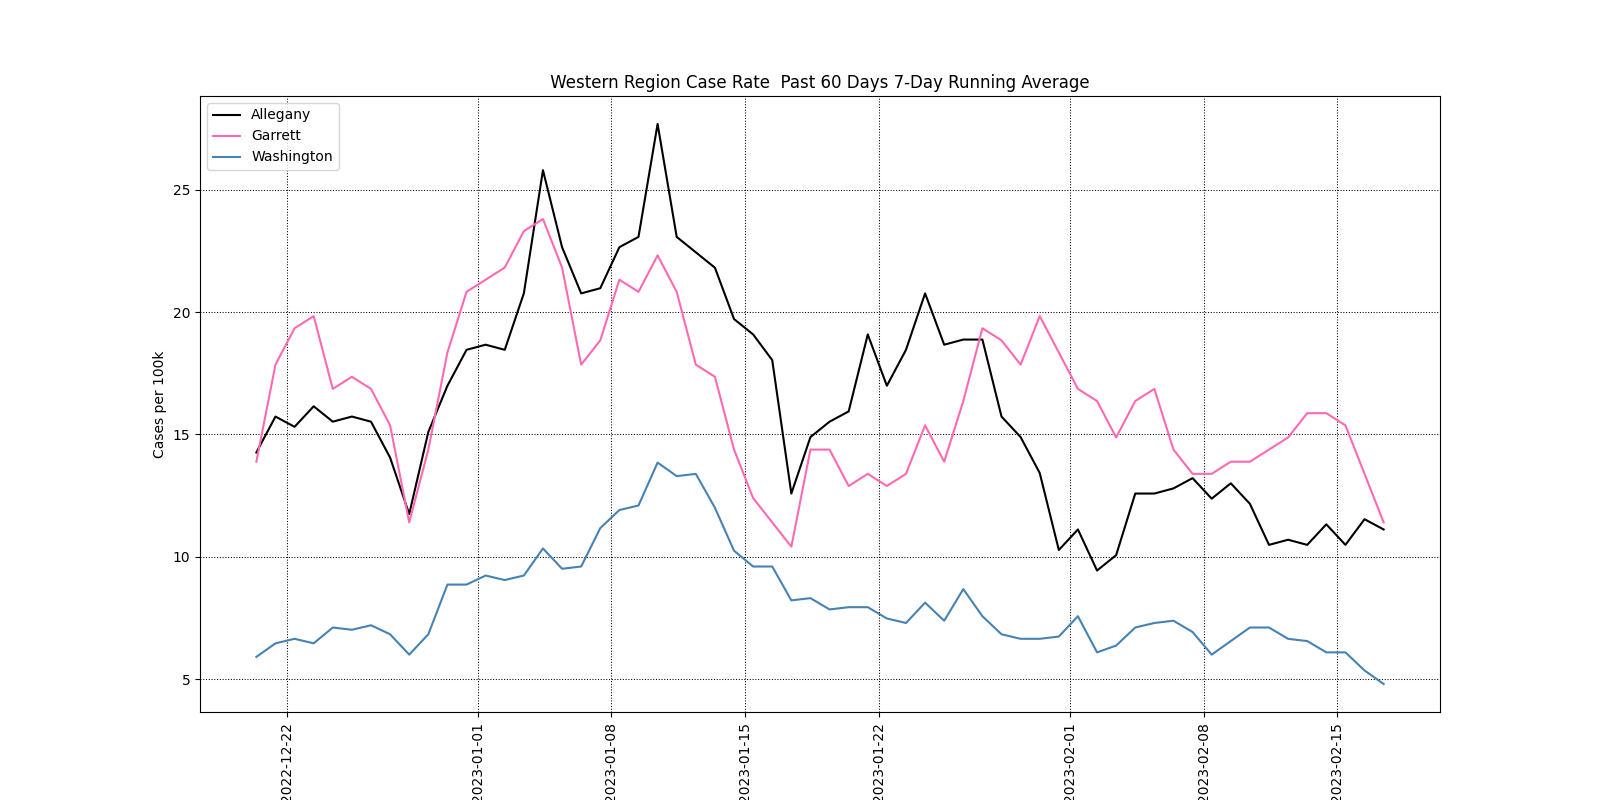 Western Region Case Rate  Past 60 Days 7-Day Running Average
Allegany
Garrett
Washington
Cases per 100k
25
20
15
10
5
2022-12-22
2023-01-01
2023-01-08
2023-01-15
2023-01-22
2023-02-01
2023-02-08
2023-02-15